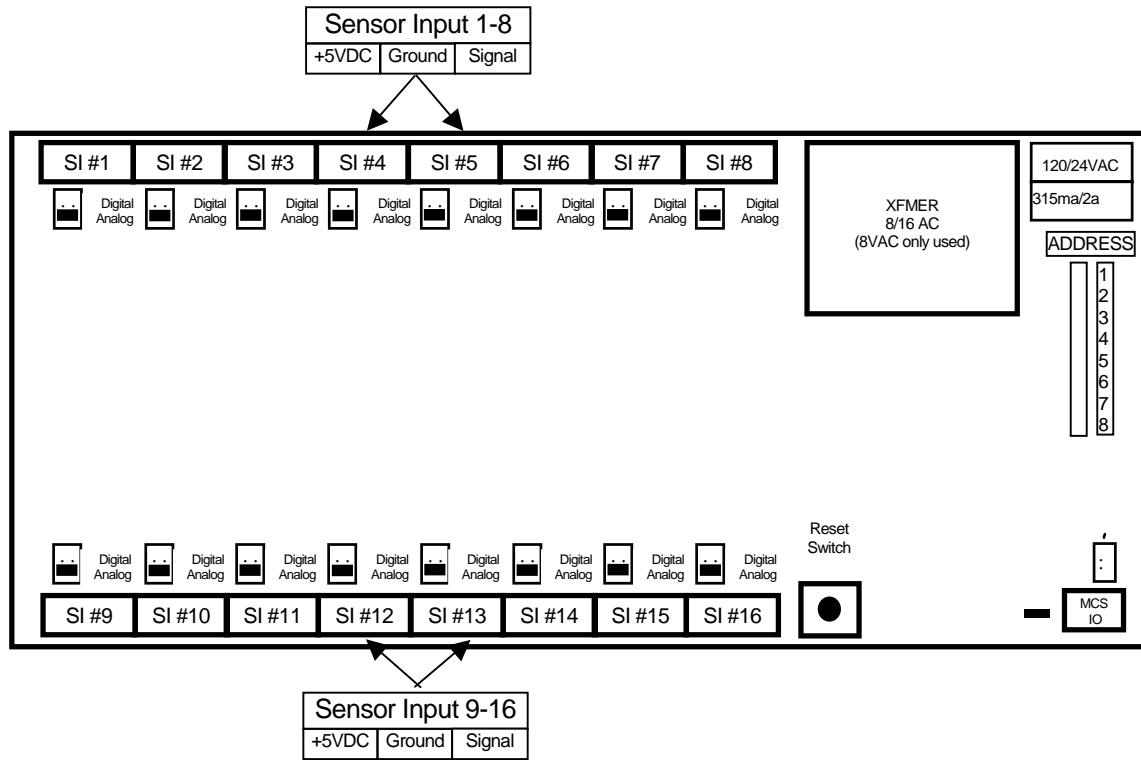 Sensor Input 1-8
+5VDC Ground Signal
SI #1 SI #2 SI #3 SI #4 SI #5 SI #6 SI #7 SI #8
Digital Digital Digital Digital Digital Digital Digital Digital
Analog Analog Analog Analog Analog Analog Analog Analog
XFMER
8/16 AC
(8VAC only used)
120/24VAC
315ma/2a
ADDRESS
1
2
3
4
5
6
7
8
Digital Digital Digital Digital Digital Digital Digital Digital
Analog Analog Analog Analog Analog Analog Analog Analog
SI #9 SI #10 SI #11 SI #12 SI #13 SI #14 SI #15 SI #16
Reset
Switch
MCS
IO
Sensor Input 9-16
+5VDC Ground Signal